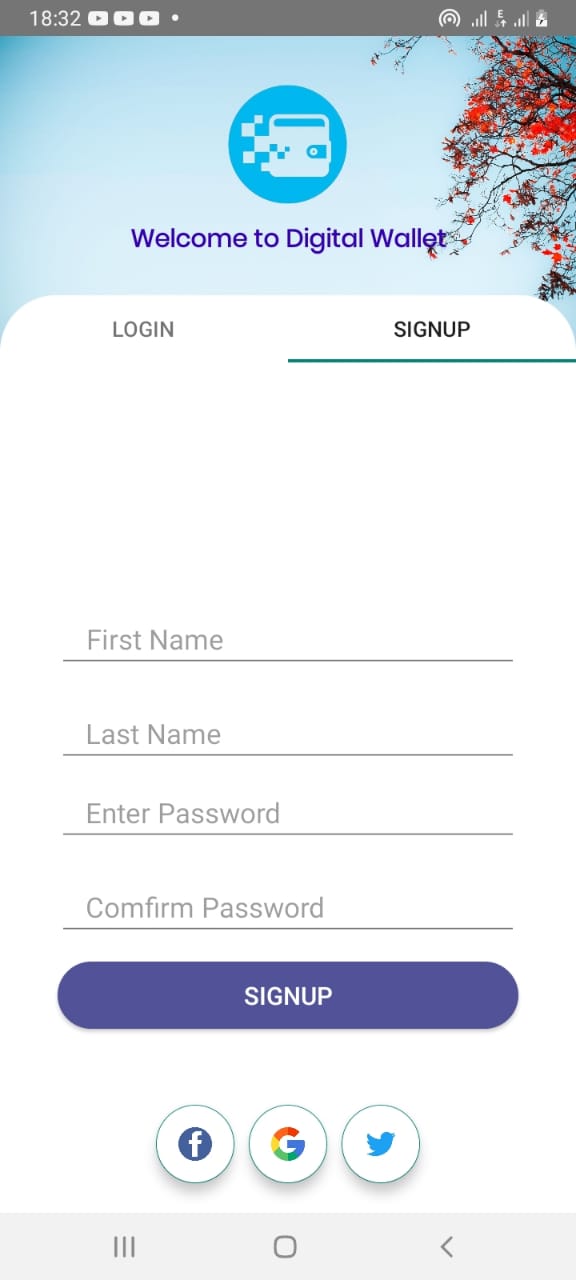 18:32
E
Welcome to Digital Wallet
LOGIN SIGNUP
First Name
Last Name
Enter Password
Comfirm Password
SIGNUP